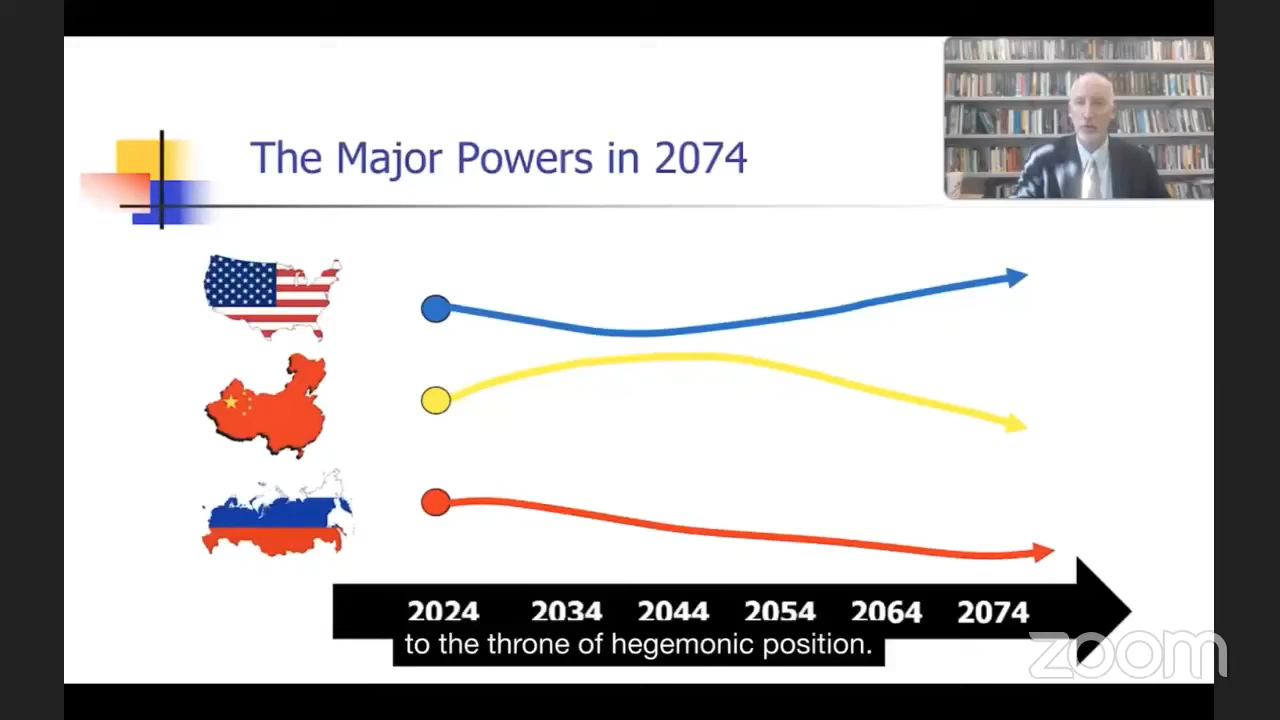 The Major Powers in 2074
2024 2034 2044 2054 2064 2074
to the throne of hegemonic position.
zoom